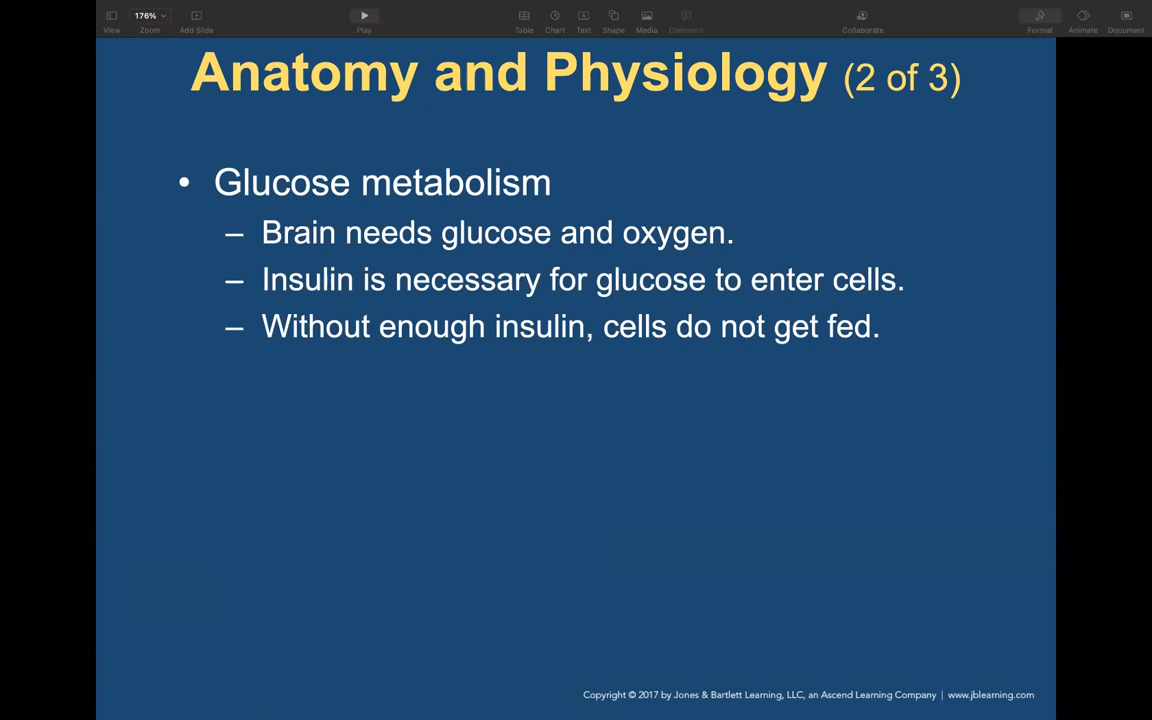 176%
View Zoom Add Slide Play Table Chart Text Shape Media Comment Collaborate Format Animate Document
Anatomy and Physiology (2 of 3)
• Glucose metabolism
– Brain needs glucose and oxygen.
– Insulin is necessary for glucose to enter cells.
– Without enough insulin, cells do not get fed.
Copyright © 2017 by Jones & Bartlett Learning, LLC, an Ascend Learning Company | www.jblearning.com